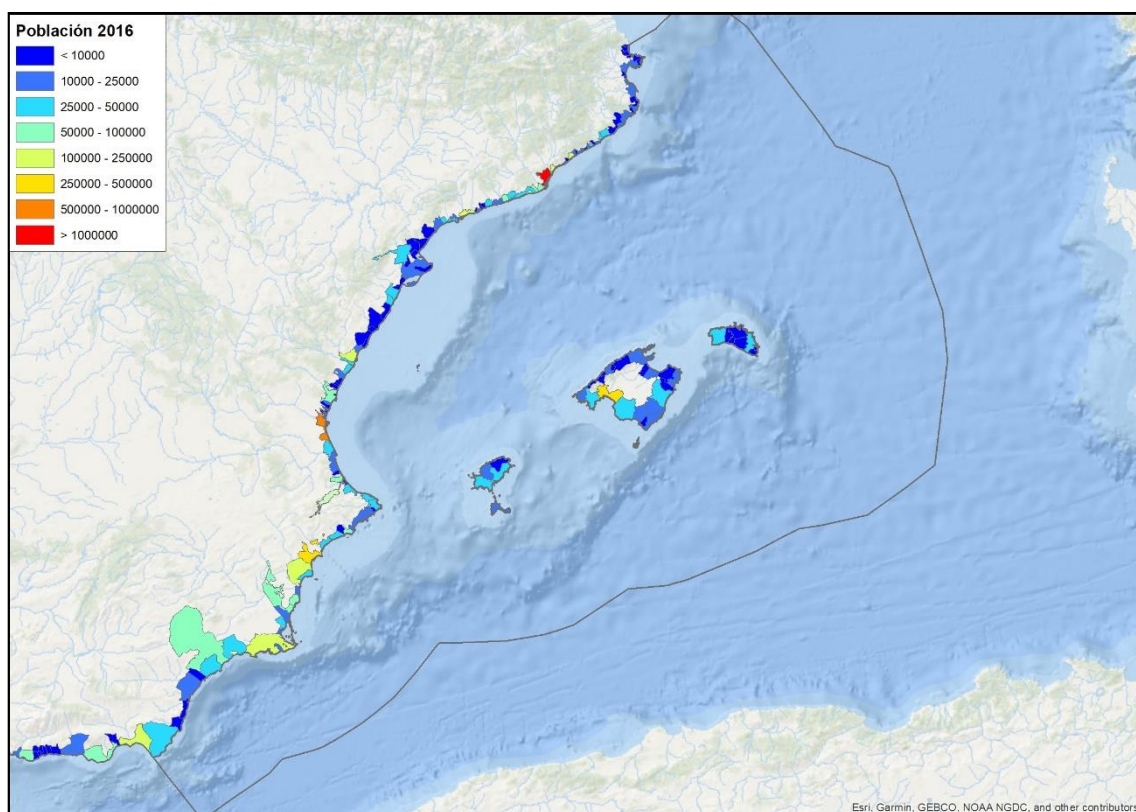 Población 2016
< 10000
10000 - 25000
25000 - 50000
50000 - 100000
100000 - 250000
250000 - 500000
500000 - 1000000
> 1000000
Esri, Garmin, GEBCO, NOAA NGDC, and other contributors